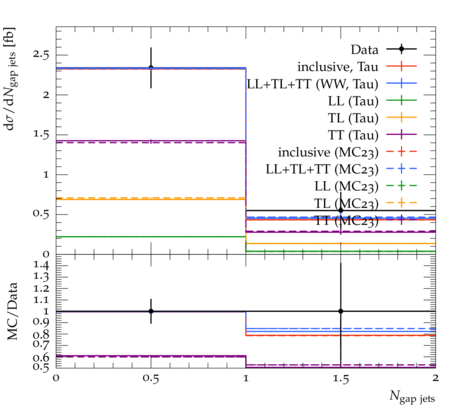 dσ/dN_gap jets [fb]
2.5
2
1.5
1
0.5
0
Data
inclusive, Tau
LL+TL+TT (WW, Tau)
LL (Tau)
TL (Tau)
TT (Tau)
inclusive (MC23)
LL+TL+TT (MC23)
LL (MC23)
TL (MC23)
TT (MC23)
MC/Data
1.4
1.3
1.2
1.1
1
0.9
0.8
0.7
0.6
0.5
0 0.5 1 1.5 2
N_gap jets